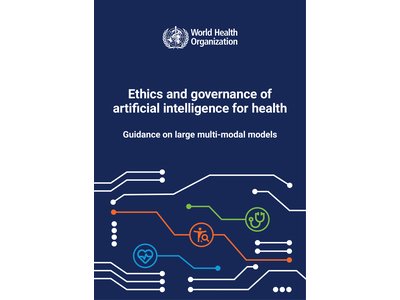 World Health
Organization
Ethics and governance of
artificial intelligence for health
Guidance on large multi-modal models